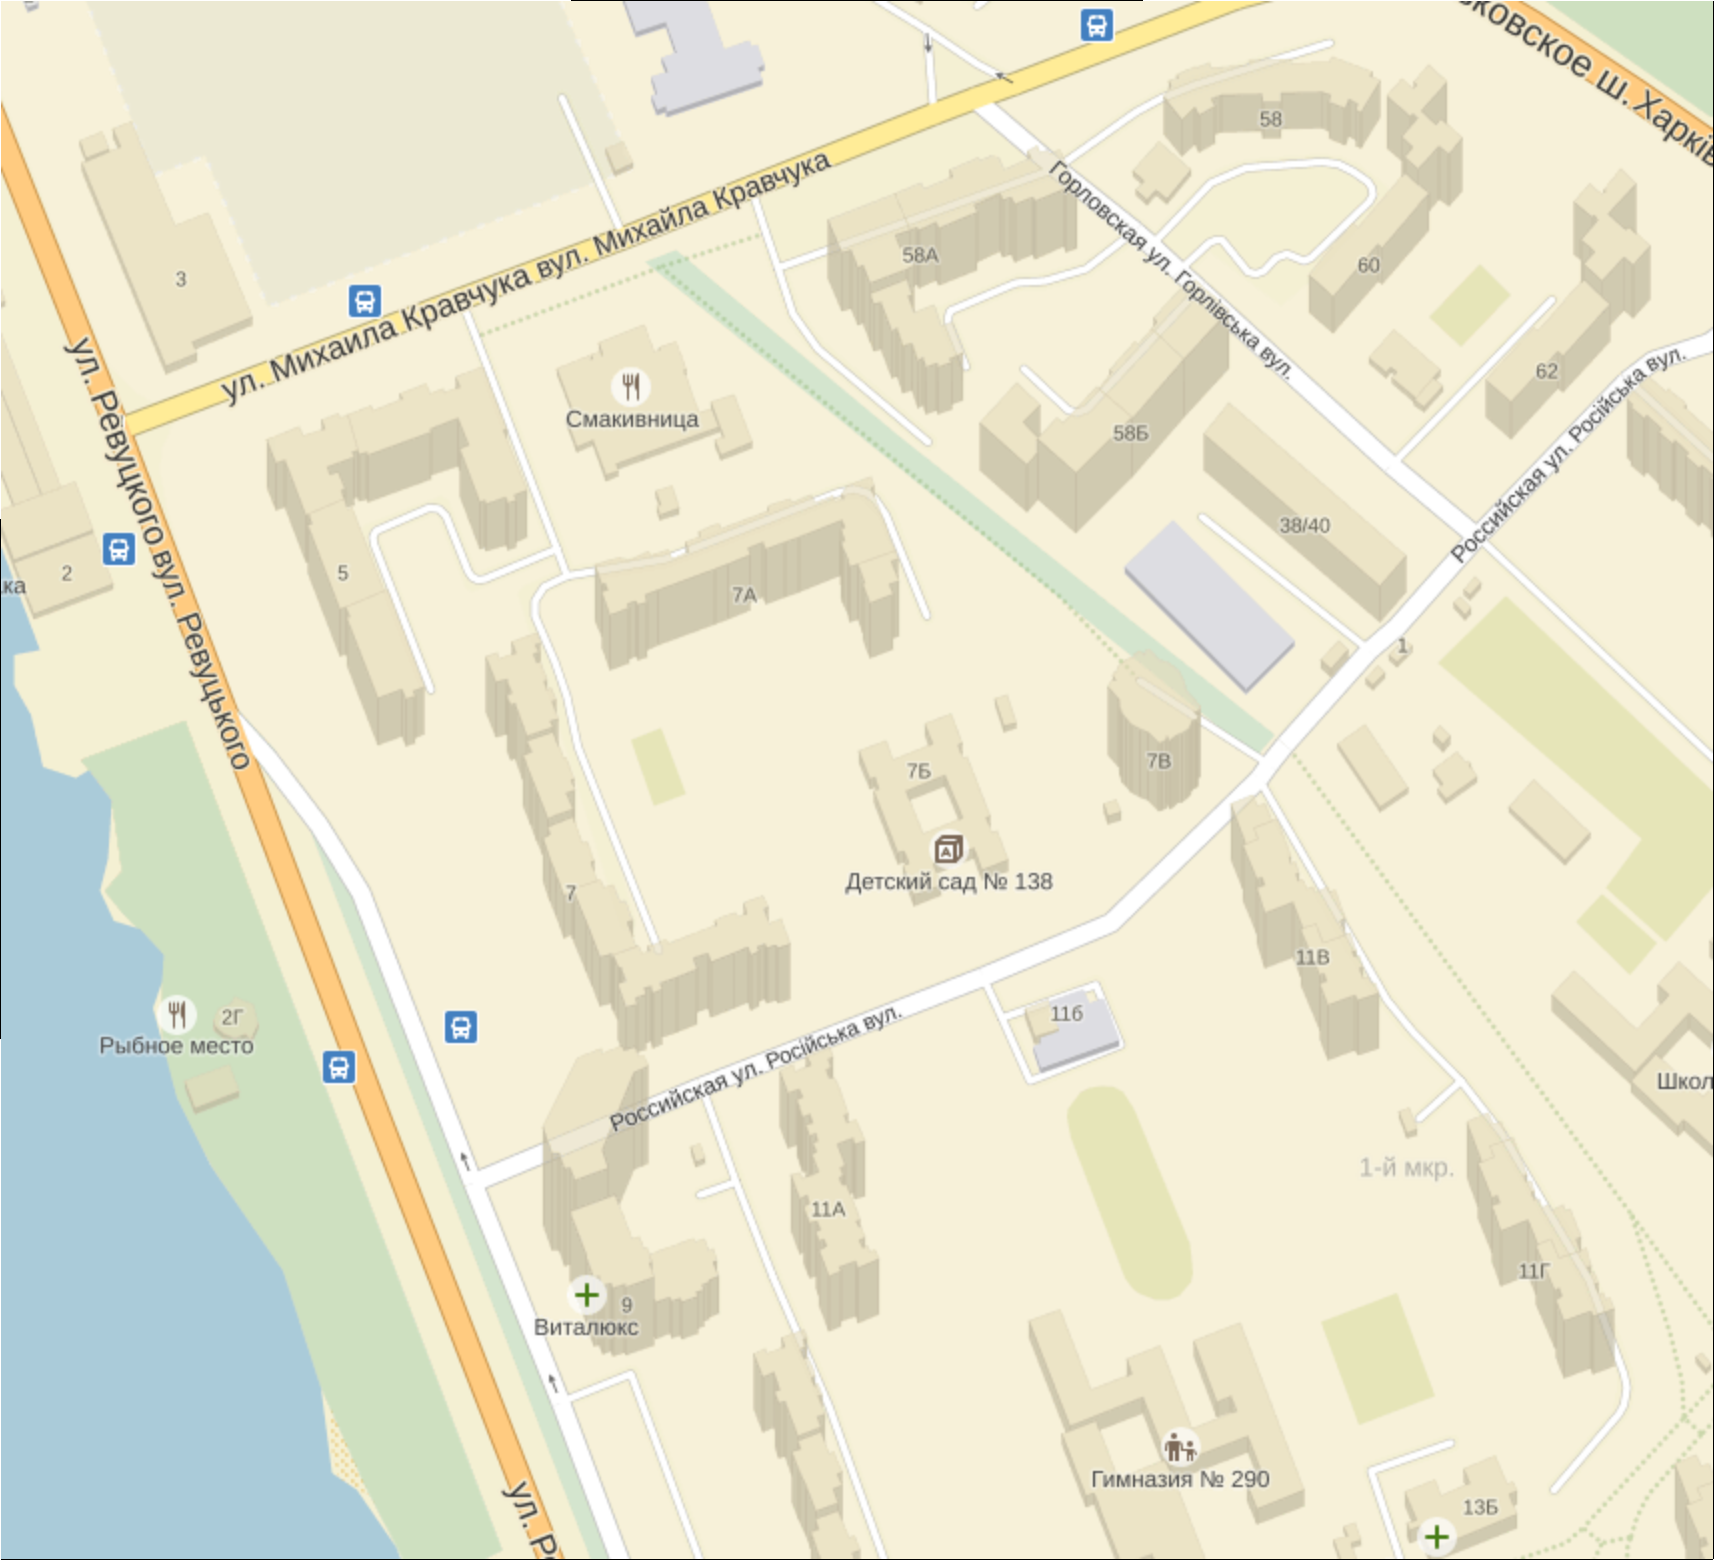 ковское ш. Харків
58
ул. Михаила Кравчука вул. Михайла Кравчука
Горловская ул. Горлівська вул.
58А
60
3
ул. Ревуцкого вул. Ревуцького
62
Смакивница
58Б
Российская ул. Російська вул.
38/40
2
5
7А
ка
1
7Б
7В
Детский сад № 138
7
11В
2Г
Рыбное место
11б
Российская ул. Російська вул.
Школ
1-й мкр.
11А
11Г
9
Виталюкс
Гимназия № 290
13Б
ул. Ре